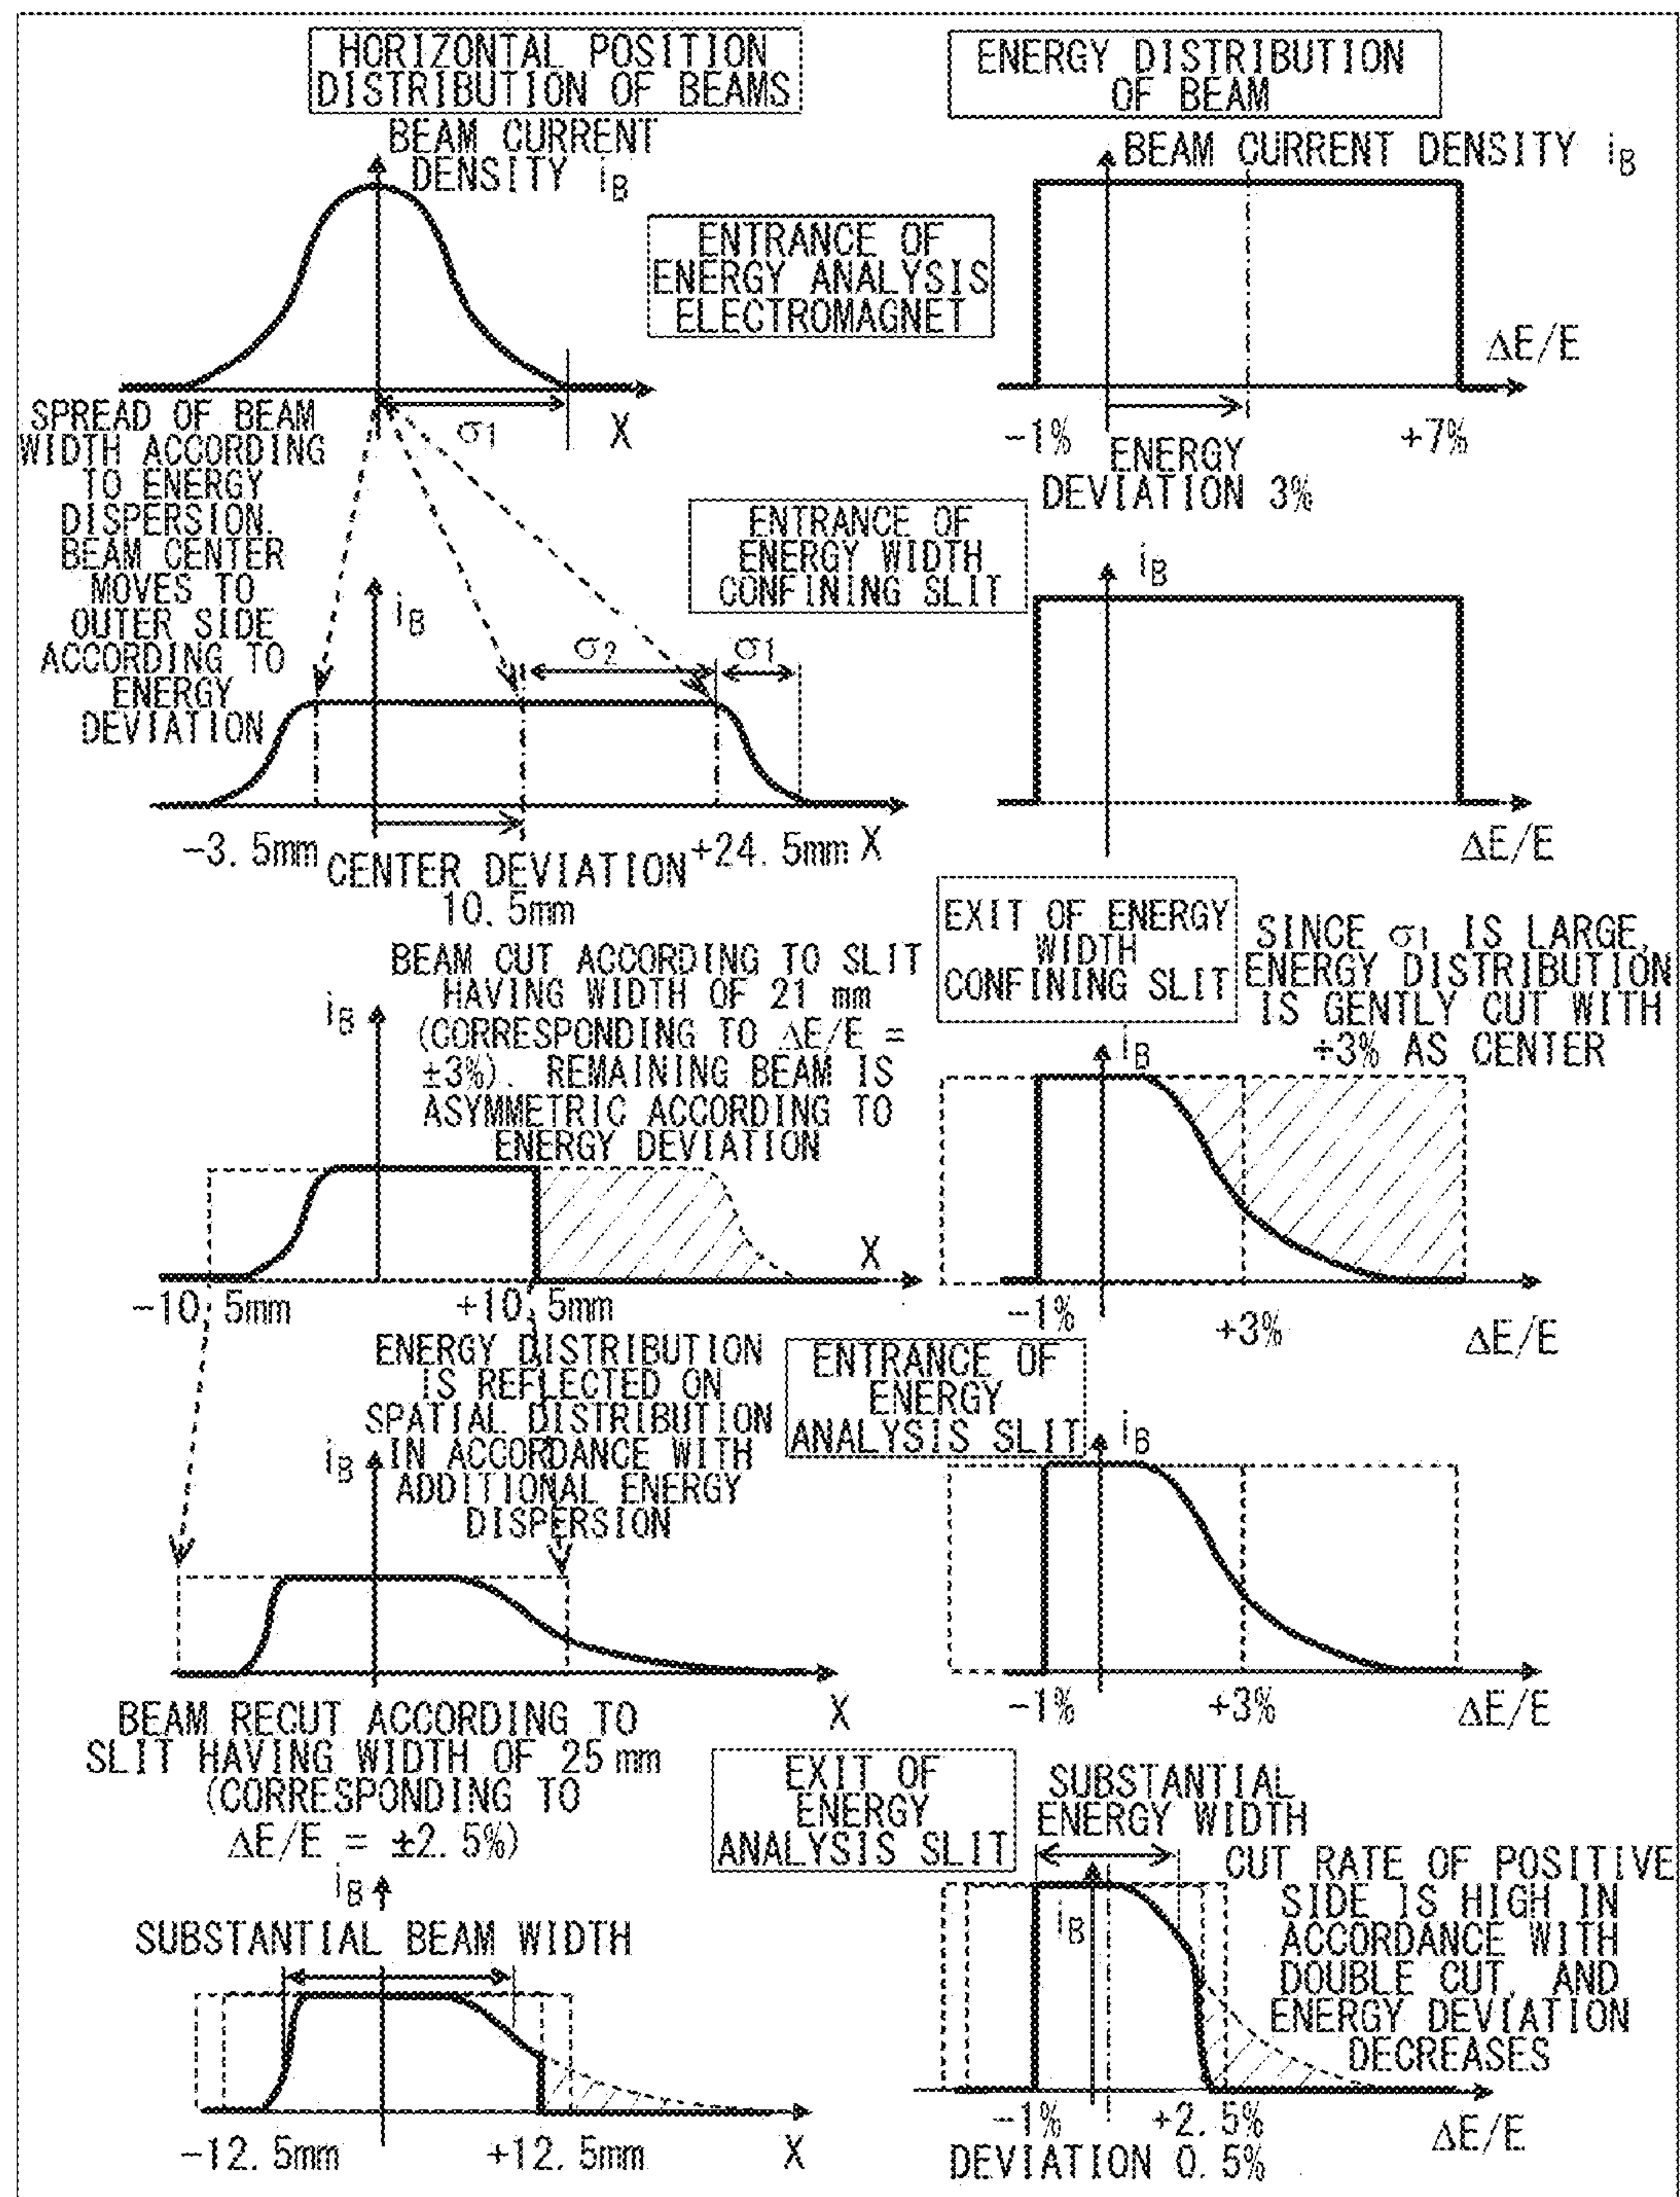 HORIZONTAL POSITION
DISTRIBUTION OF BEAMS
ENERGY DISTRIBUTION
OF BEAM
BEAM CURRENT
DENSITY iB
BEAM CURRENT DENSITY iB
ENTRANCE OF
ENERGY ANALYSIS
ELECTROMAGNET
ΔE/E
σ1
X
-1%
+7%
ENERGY
DEVIATION 3%
SPREAD OF BEAM
WIDTH ACCORDING
TO ENERGY
DISPERSION.
BEAM CENTER
MOVES TO
OUTER SIDE
ACCORDING TO
ENERGY
DEVIATION
ENTRANCE OF
ENERGY WIDTH
CONFINING SLIT
iB
σ2
σ1
iB
-3.5mm
CENTER DEVIATION
10.5mm
+24.5mm
X
ΔE/E
BEAM CUT ACCORDING TO SLIT
HAVING WIDTH OF 21 mm
(CORRESPONDING TO ΔE/E =
±3%). REMAINING BEAM IS
ASYMMETRIC ACCORDING TO
ENERGY DEVIATION
EXIT OF ENERGY
WIDTH
CONFINING SLIT
SINCE σ1 IS LARGE,
ENERGY DISTRIBUTION
IS GENTLY CUT WITH
+3% AS CENTER
iB
iB
X
-10.5mm
+10.5mm
-1%
+3%
ΔE/E
ENERGY DISTRIBUTION
IS REFLECTED ON
SPATIAL DISTRIBUTION
IN ACCORDANCE WITH
ADDITIONAL ENERGY
DISPERSION
ENTRANCE OF
ENERGY
ANALYSIS SLIT
iB
iB
X
-1%
+3%
ΔE/E
BEAM RECUT ACCORDING TO
SLIT HAVING WIDTH OF 25 mm
(CORRESPONDING TO
ΔE/E = ±2.5%)
EXIT OF
ENERGY
ANALYSIS SLIT
SUBSTANTIAL
ENERGY WIDTH
CUT RATE OF POSITIVE
SIDE IS HIGH IN
ACCORDANCE WITH
DOUBLE CUT, AND
ENERGY DEVIATION
DECREASES
iB
SUBSTANTIAL BEAM WIDTH
iB
-12.5mm
+12.5mm
X
-1%
+2.5%
DEVIATION 0.5%
ΔE/E